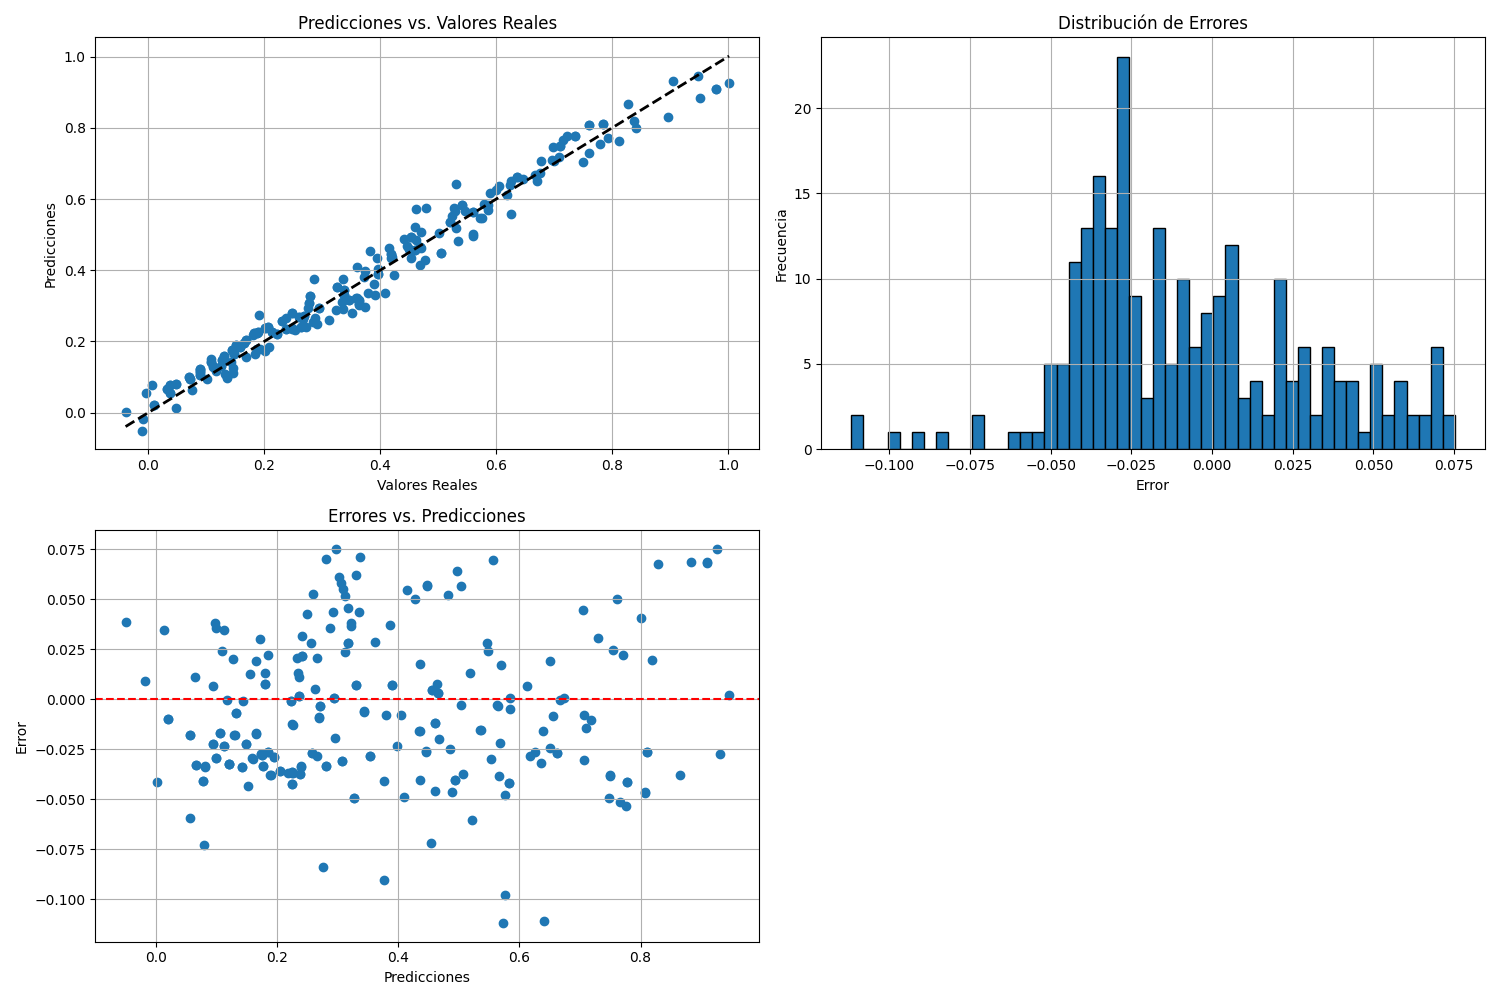 Predicciones vs. Valores Reales
Predicciones
1.0
0.8
0.6
0.4
0.2
0.0
0.0 0.2 0.4 0.6 0.8 1.0
Valores Reales
Distribución de Errores
Frecuencia
20
15
10
5
0
−0.100 −0.075 −0.050 −0.025 0.000 0.025 0.050 0.075
Error
Errores vs. Predicciones
Error
0.075
0.050
0.025
0.000
−0.025
−0.050
−0.075
−0.100
0.0 0.2 0.4 0.6 0.8
Predicciones